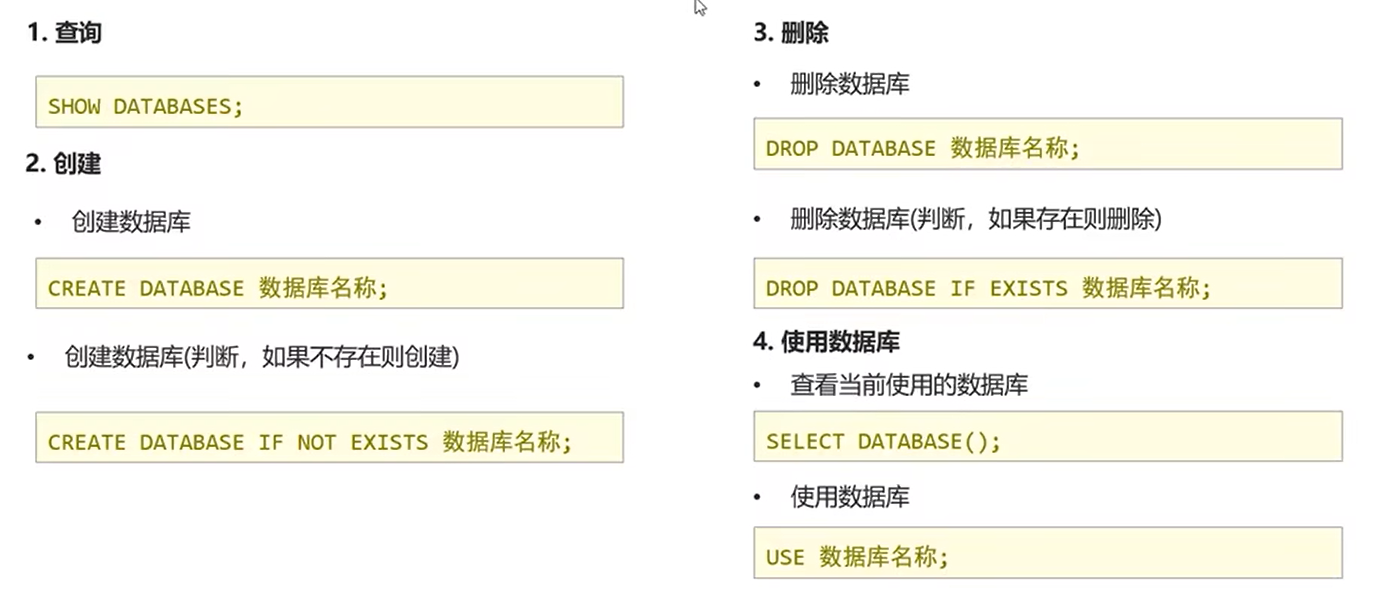 1. 查询
SHOW DATABASES;
2. 创建
• 创建数据库
CREATE DATABASE 数据库名称;
• 创建数据库(判断，如果不存在则创建)
CREATE DATABASE IF NOT EXISTS 数据库名称;
3. 删除
• 删除数据库
DROP DATABASE 数据库名称;
• 删除数据库(判断，如果存在则删除)
DROP DATABASE IF EXISTS 数据库名称;
4. 使用数据库
• 查看当前使用的数据库
SELECT DATABASE();
• 使用数据库
USE 数据库名称;